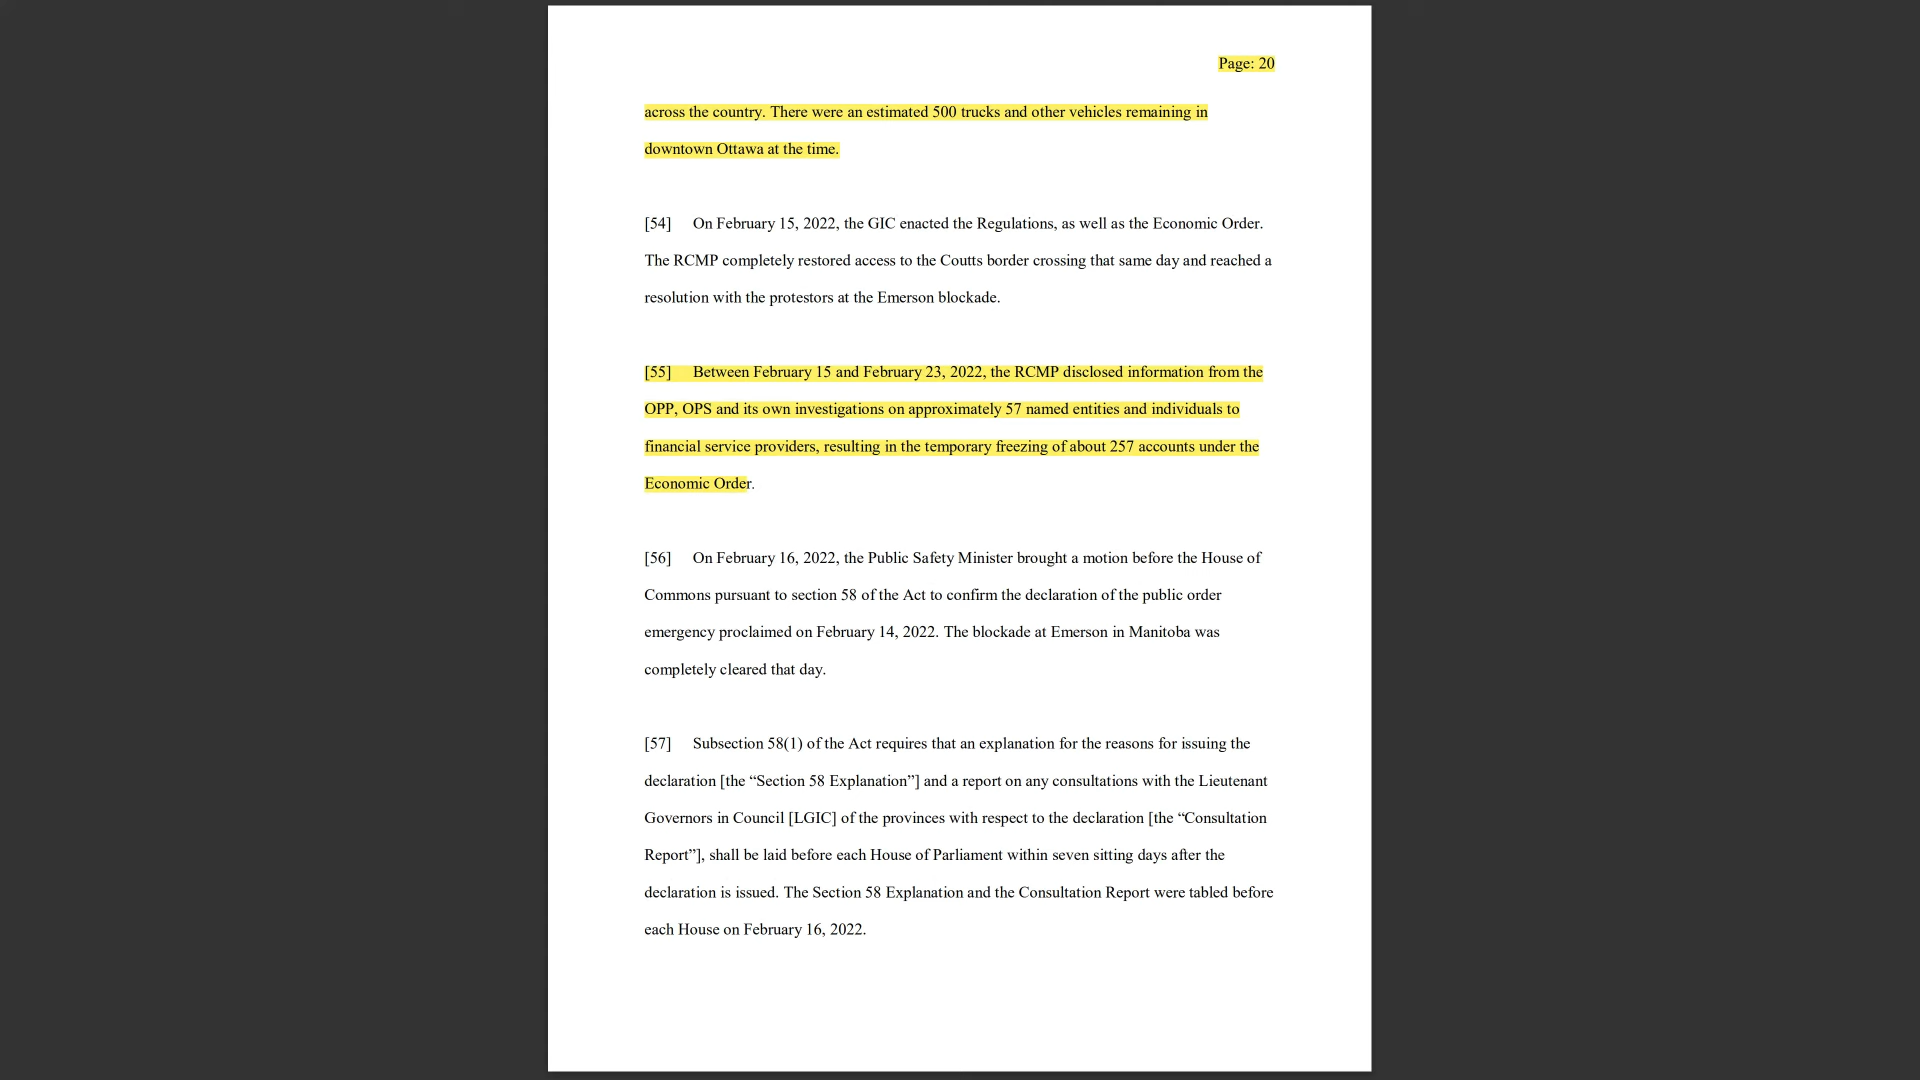 Page: 20
across the country. There were an estimated 500 trucks and other vehicles remaining in
downtown Ottawa at the time.
[54] On February 15, 2022, the GIC enacted the Regulations, as well as the Economic Order.
The RCMP completely restored access to the Coutts border crossing that same day and reached a
resolution with the protestors at the Emerson blockade.
[55] Between February 15 and February 23, 2022, the RCMP disclosed information from the
OPP, OPS and its own investigations on approximately 57 named entities and individuals to
financial service providers, resulting in the temporary freezing of about 257 accounts under the
Economic Order.
[56] On February 16, 2022, the Public Safety Minister brought a motion before the House of
Commons pursuant to section 58 of the Act to confirm the declaration of the public order
emergency proclaimed on February 14, 2022. The blockade at Emerson in Manitoba was
completely cleared that day.
[57] Subsection 58(1) of the Act requires that an explanation for the reasons for issuing the
declaration [the “Section 58 Explanation”] and a report on any consultations with the Lieutenant
Governors in Council [LGIC] of the provinces with respect to the declaration [the “Consultation
Report”], shall be laid before each House of Parliament within seven sitting days after the
declaration is issued. The Section 58 Explanation and the Consultation Report were tabled before
each House on February 16, 2022.